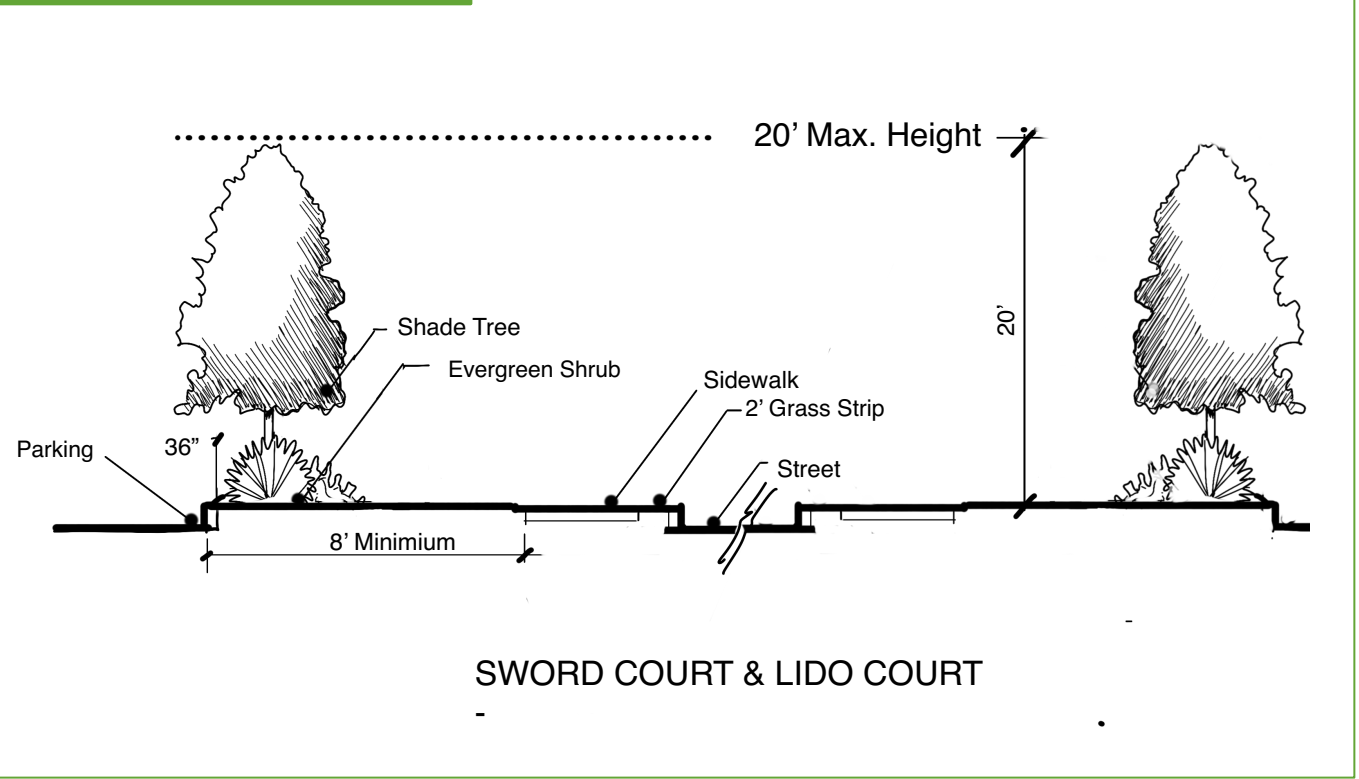 20’ Max. Height
20’
Shade Tree
Evergreen Shrub
Sidewalk
2’ Grass Strip
Parking
36”
Street
8’ Minimium
SWORD COURT & LIDO COURT